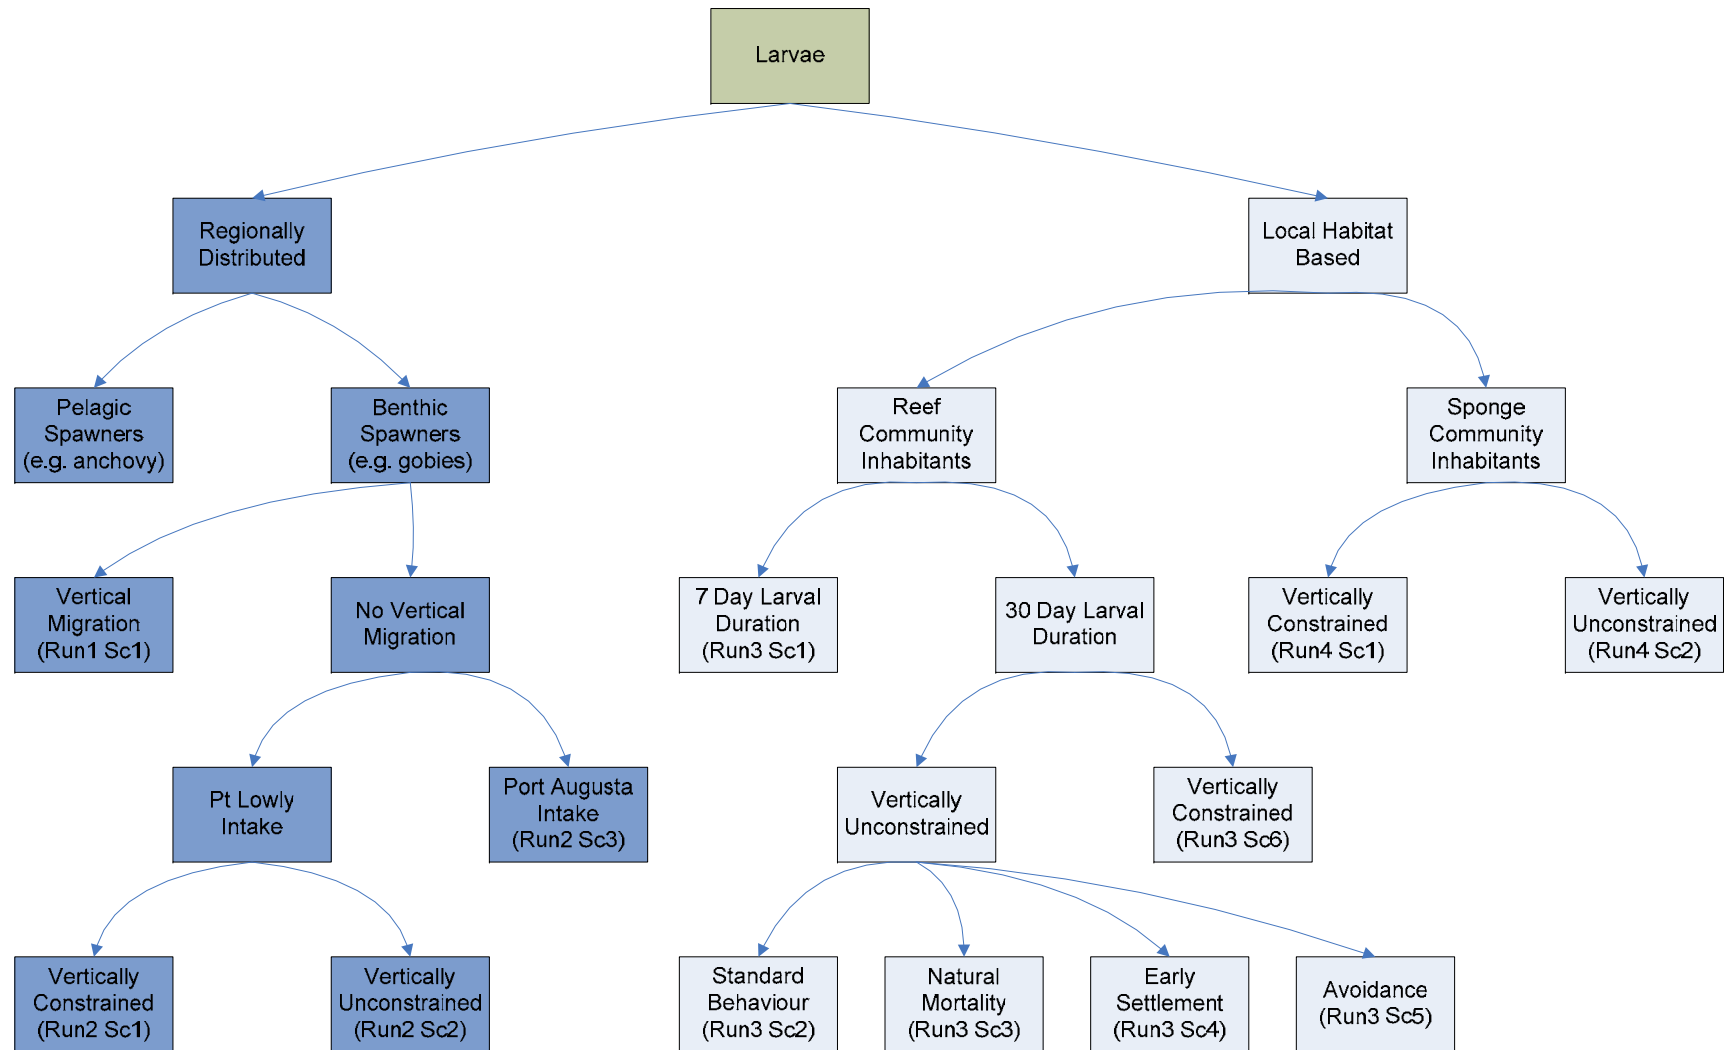 Larvae
Regionally
Distributed
Local Habitat
Based
Pelagic
Spawners
(e.g. anchovy)
Benthic
Spawners
(e.g. gobies)
Reef
Community
Inhabitants
Sponge
Community
Inhabitants
Vertical
Migration
(Run1 Sc1)
No Vertical
Migration
7 Day Larval
Duration
(Run3 Sc1)
30 Day Larval
Duration
Vertically
Constrained
(Run4 Sc1)
Vertically
Unconstrained
(Run4 Sc2)
Pt Lowly
Intake
Port Augusta
Intake
(Run2 Sc3)
Vertically
Unconstrained
Vertically
Constrained
(Run3 Sc6)
Vertically
Constrained
(Run2 Sc1)
Vertically
Unconstrained
(Run2 Sc2)
Standard
Behaviour
(Run3 Sc2)
Natural
Mortality
(Run3 Sc3)
Early
Settlement
(Run3 Sc4)
Avoidance
(Run3 Sc5)